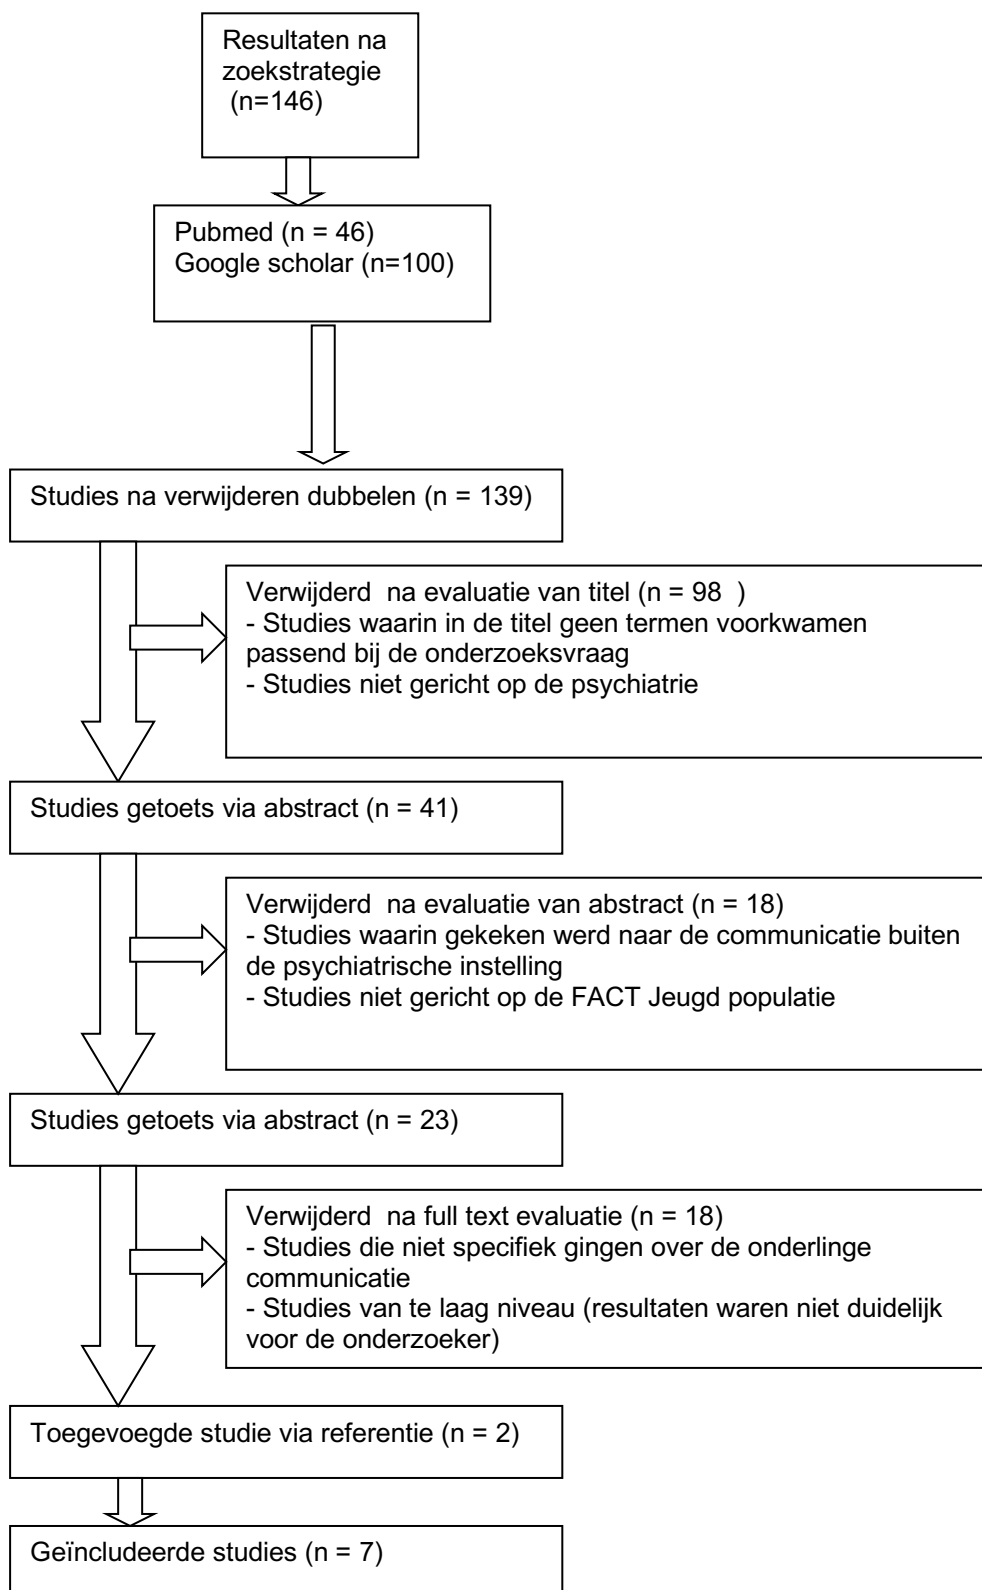 Resultaten na
zoekstrategie
(n=146)
Pubmed (n = 46)
Google scholar (n=100)
Studies na verwijderen dubbelen (n = 139)
Verwijderd  na evaluatie van titel (n = 98  )
- Studies waarin in de titel geen termen voorkwamen
passend bij de onderzoeksvraag
- Studies niet gericht op de psychiatrie
Studies getoets via abstract (n = 41)
Verwijderd  na evaluatie van abstract (n = 18)
- Studies waarin gekeken werd naar de communicatie buiten
de psychiatrische instelling
- Studies niet gericht op de FACT Jeugd populatie
Studies getoets via abstract (n = 23)
Verwijderd  na full text evaluatie (n = 18)
- Studies die niet specifiek gingen over de onderlinge
communicatie
- Studies van te laag niveau (resultaten waren niet duidelijk
voor de onderzoeker)
Toegevoegde studie via referentie (n = 2)
Geïncludeerde studies (n = 7)